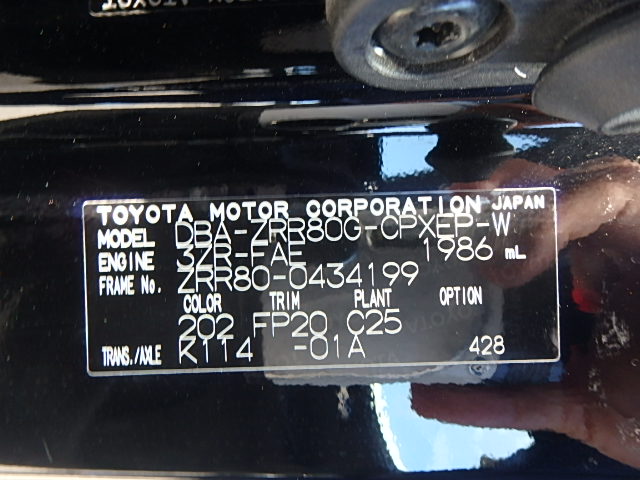 TOYOTA MOTOR CORPORATION JAPAN
MODEL DBA-ZRR80G-CPXEP-W
ENGINE 3ZR-FAE 1986 mL
FRAME No. ZRR80-0434199
COLOR TRIM PLANT OPTION
202 FP20 C25
TRANS./AXLE K114 -01A 428